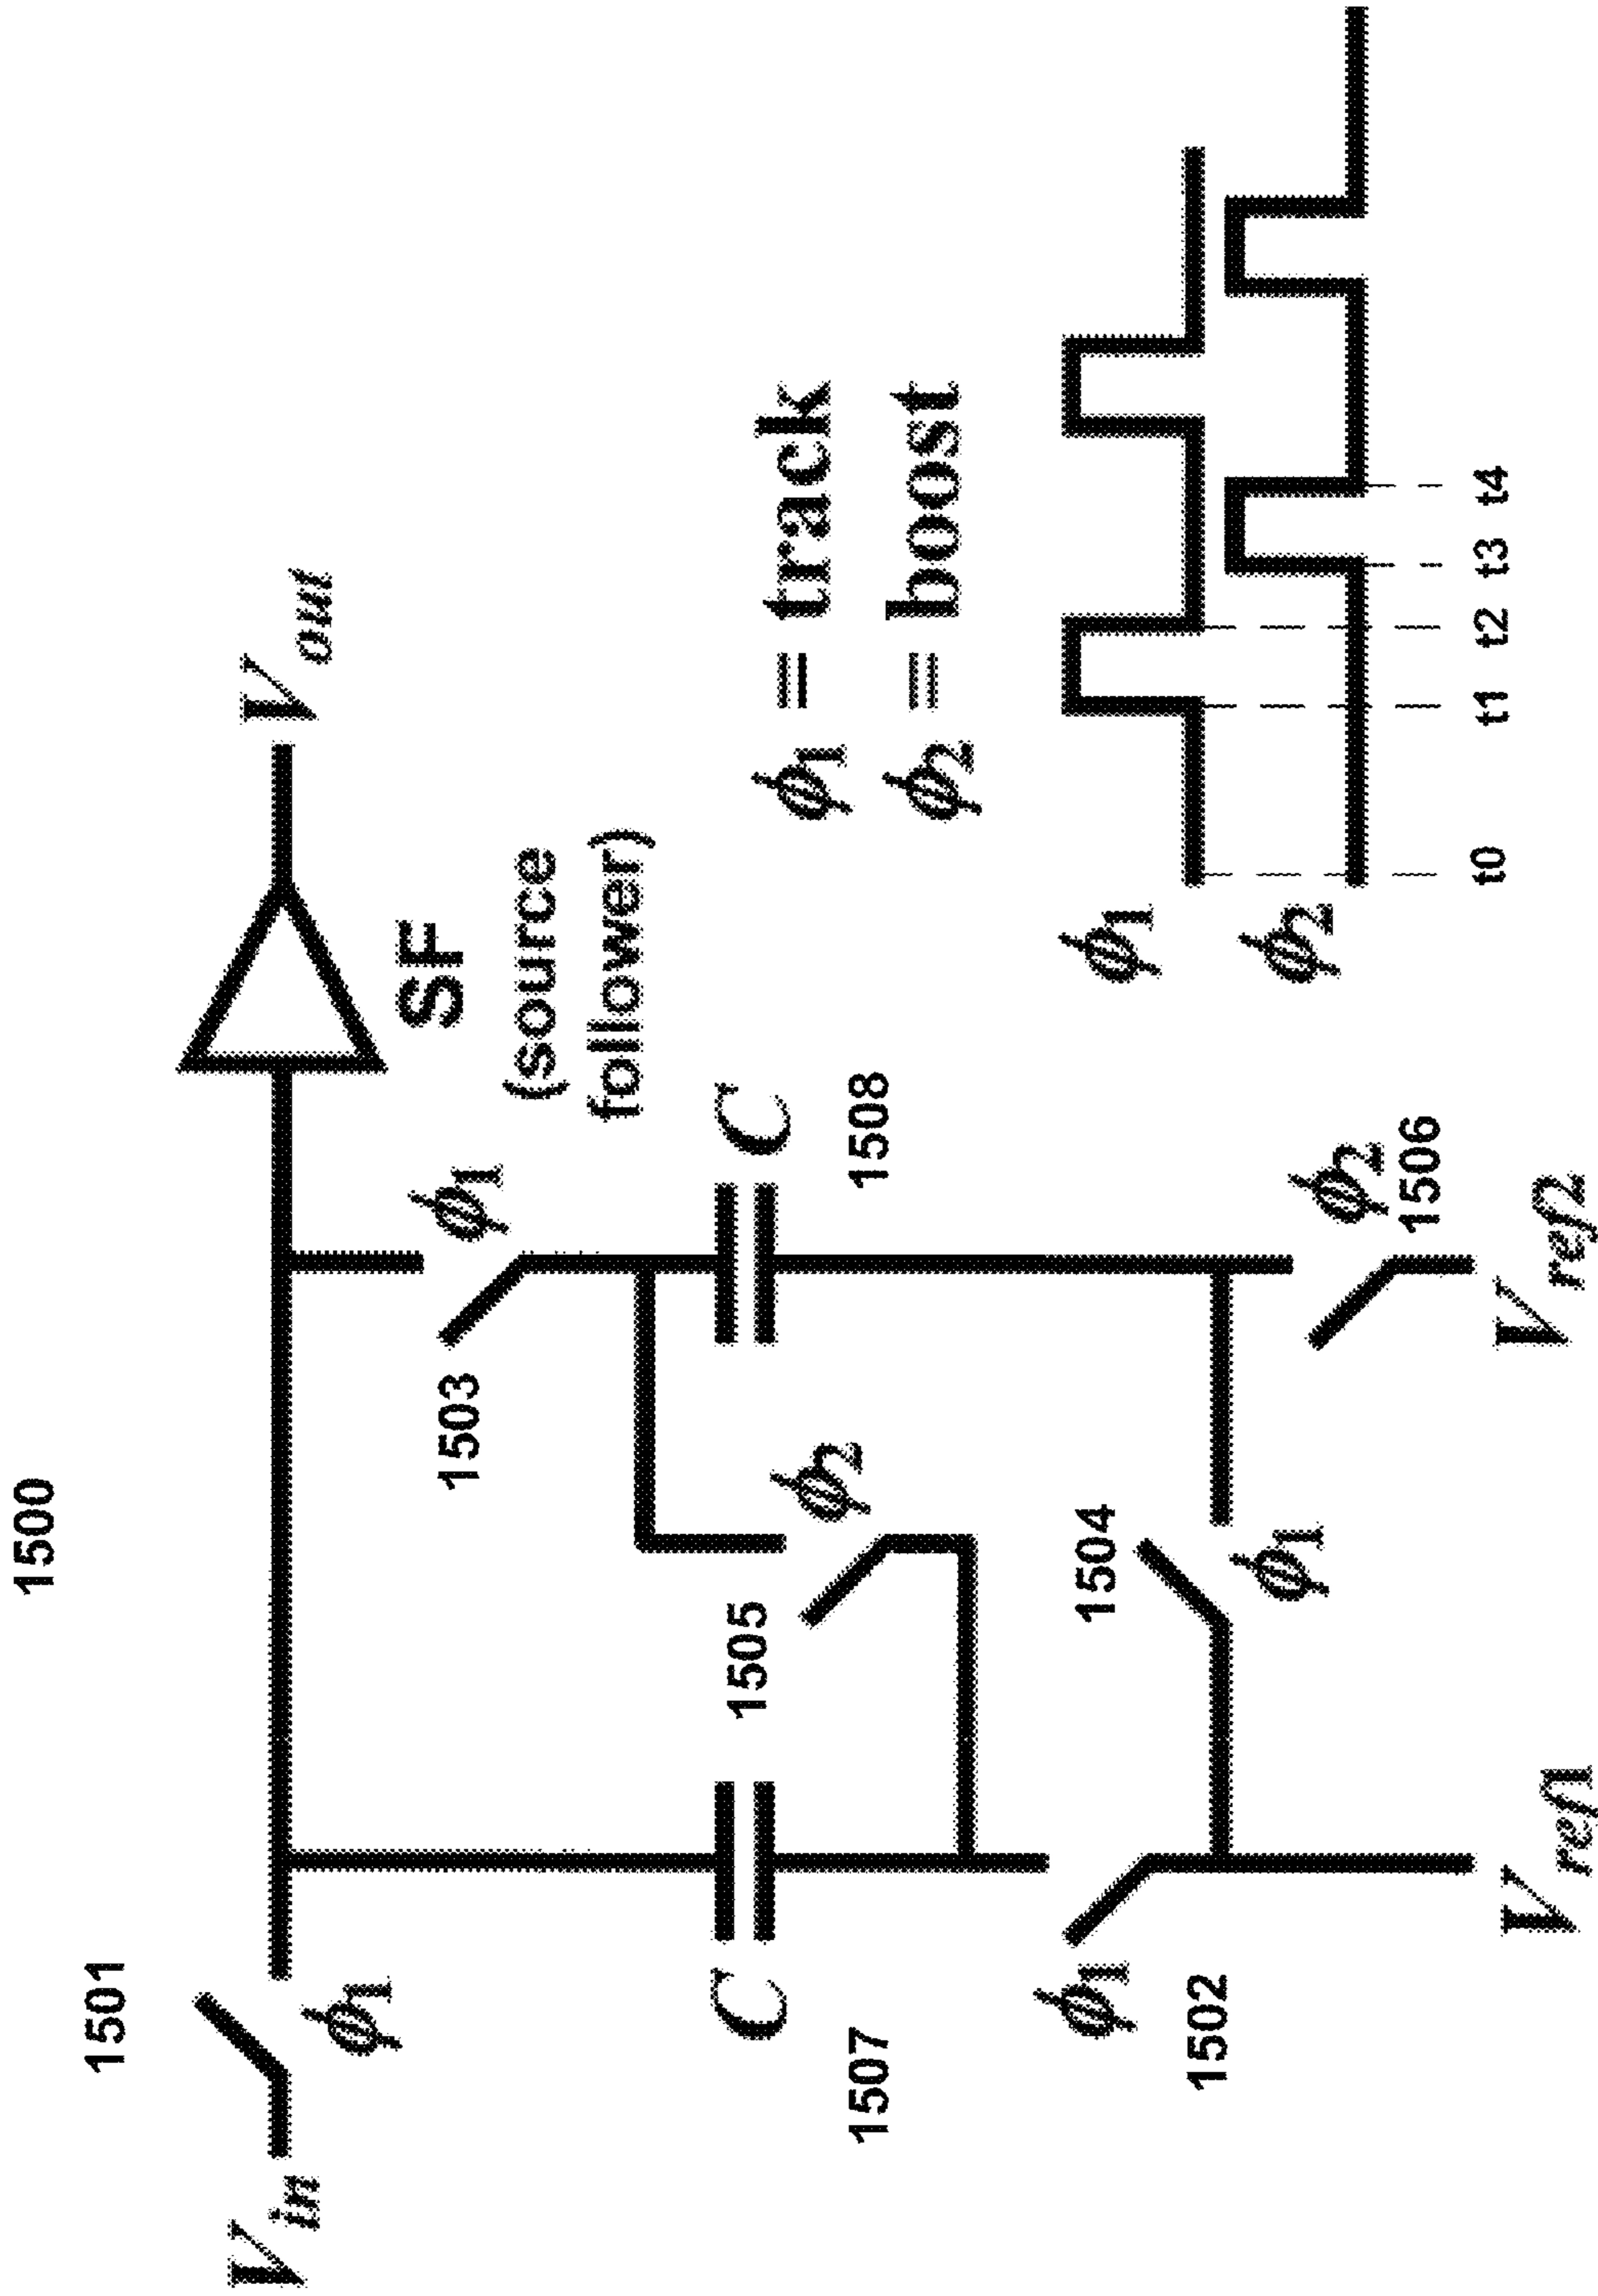 1500
1501
V_in
ϕ1
V_out
SF
(source
follower)
1503
ϕ1
C
1507
C
1508
1505
ϕ2
1504
ϕ1
ϕ1
1502
ϕ2
1506
V_ref1
V_ref2
ϕ1 = track
ϕ2 = boost
ϕ1
ϕ2
t0 t1 t2 t3 t4